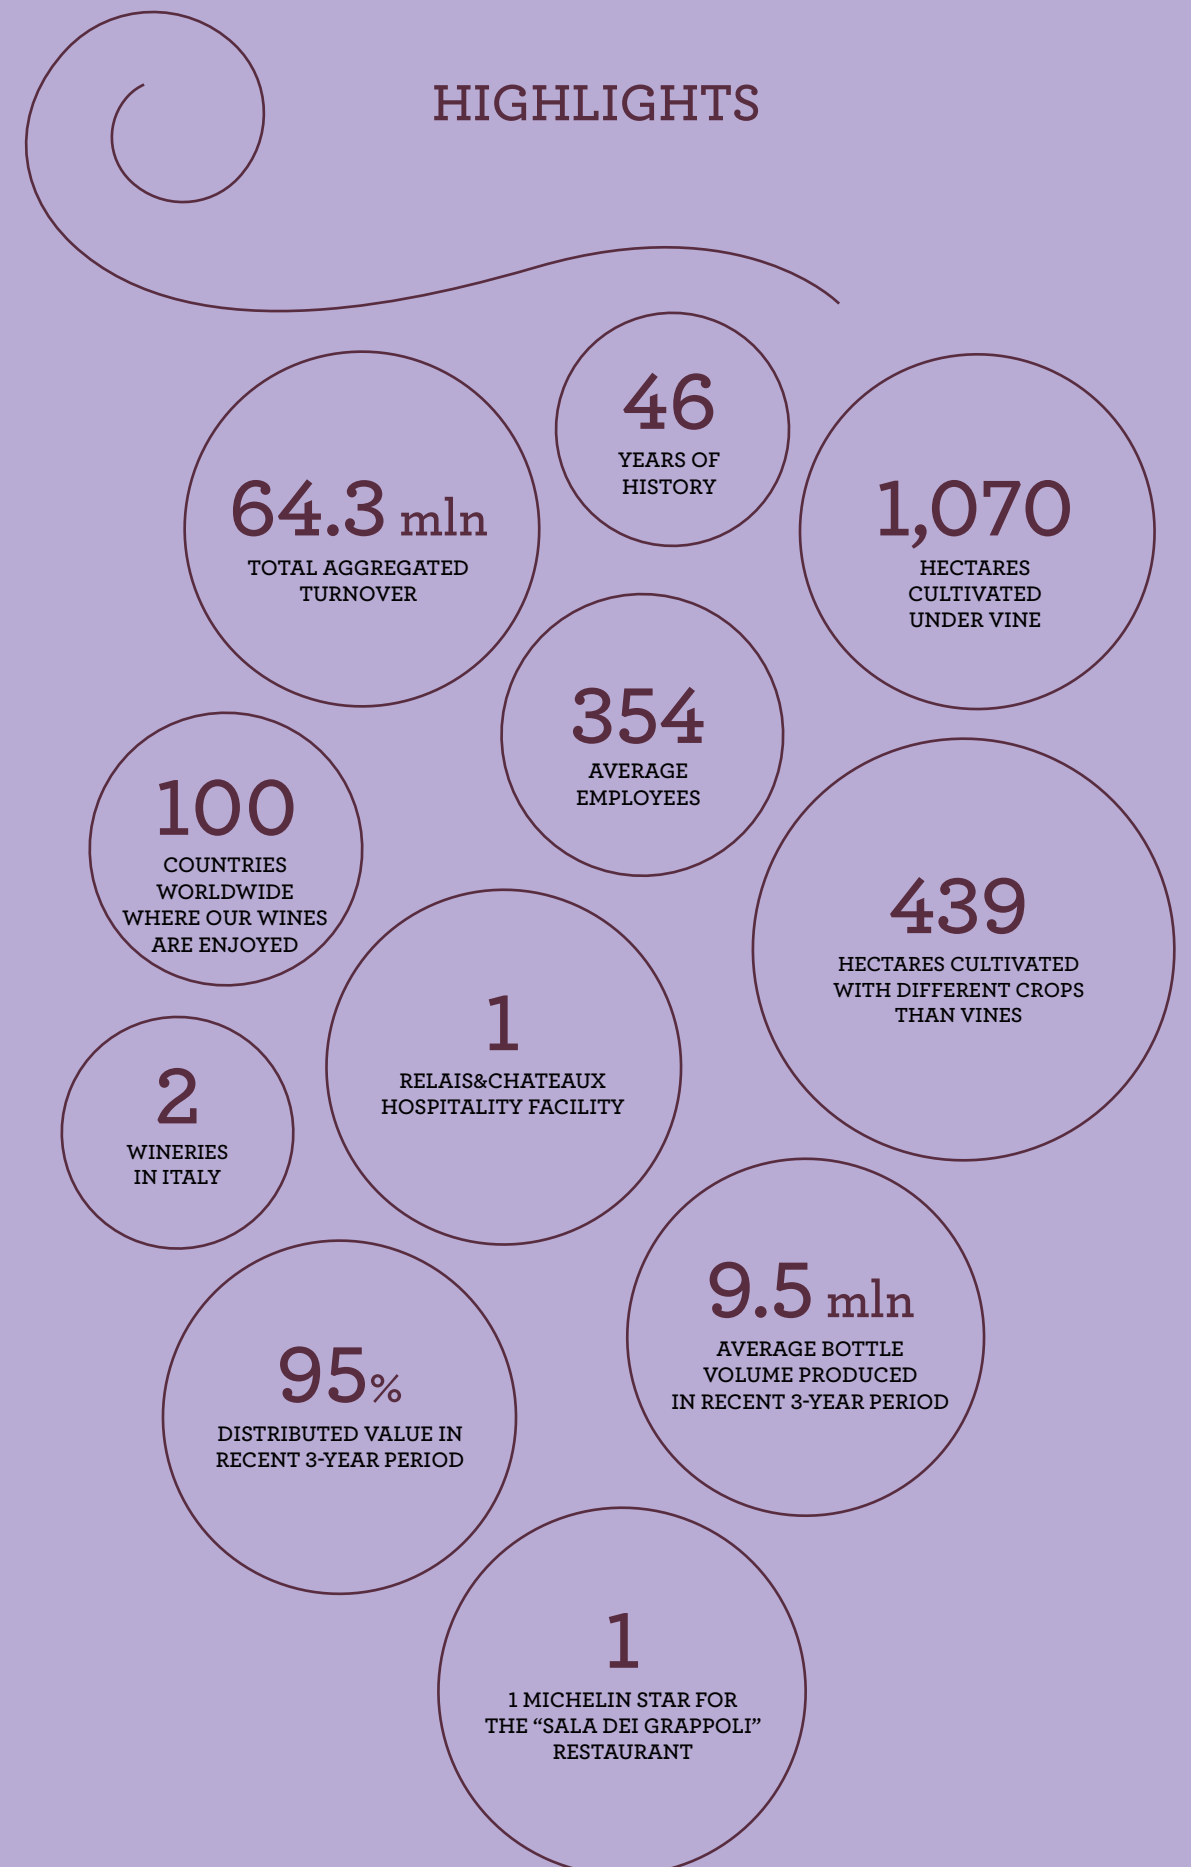 HIGHLIGHTS
46
YEARS OF
HISTORY
64.3 mln
TOTAL AGGREGATED
TURNOVER
1,070
HECTARES
CULTIVATED
UNDER VINE
354
AVERAGE
EMPLOYEES
100
COUNTRIES
WORLDWIDE
WHERE OUR WINES
ARE ENJOYED
439
HECTARES CULTIVATED
WITH DIFFERENT CROPS
THAN VINES
1
RELAIS&CHATEAUX
HOSPITALITY FACILITY
2
WINERIES
IN ITALY
9.5 mln
AVERAGE BOTTLE
VOLUME PRODUCED
IN RECENT 3-YEAR PERIOD
95%
DISTRIBUTED VALUE IN
RECENT 3-YEAR PERIOD
1
1 MICHELIN STAR FOR
THE “SALA DEI GRAPPOLI”
RESTAURANT